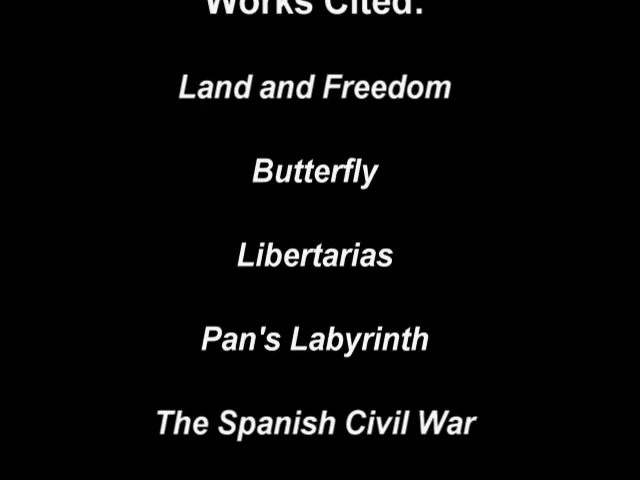 Works Cited:
Land and Freedom
Butterfly
Libertarias
Pan's Labyrinth
The Spanish Civil War